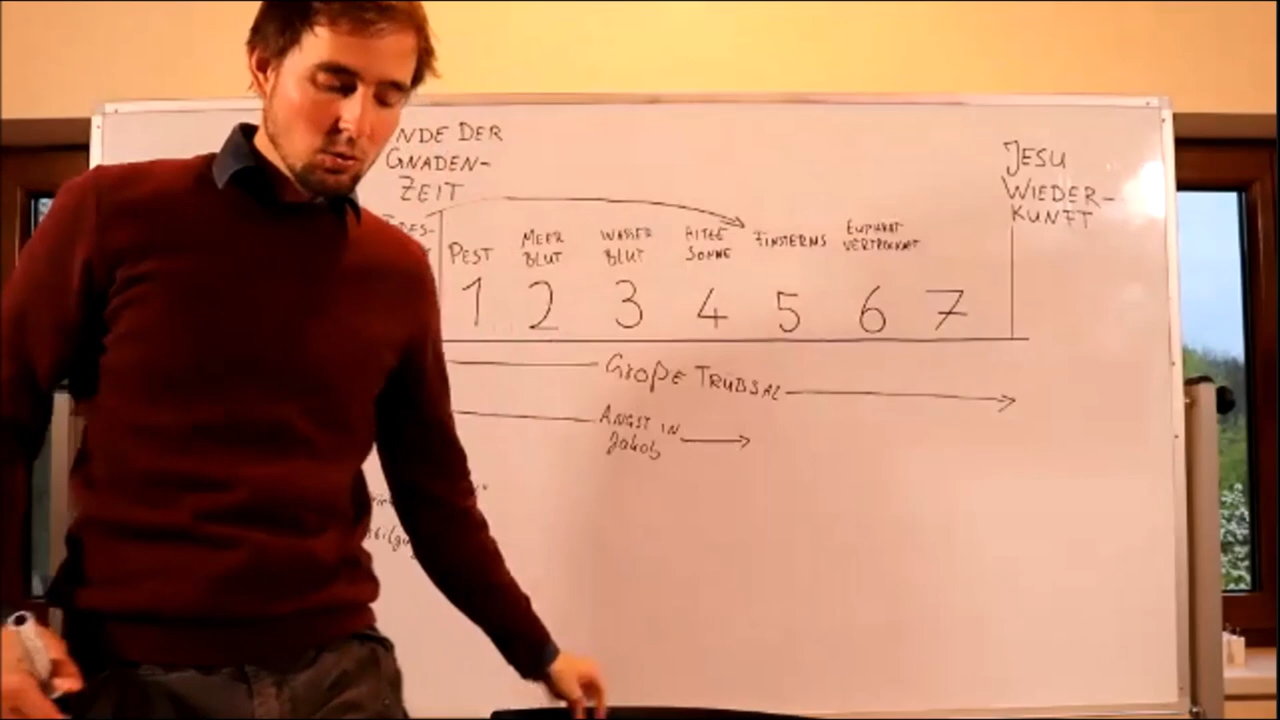 NDE DER
GNADEN-
ZEIT
JESU
WIEDER-
KUNFT
DES-
PEST
MEER
BLUT
WASSER
BLUT
HITZE
SONNE
FINSTERNIS
EUPHRAT
VERTROCKNET
1 2 3 4 5 6 7
GROßE TRÜBSAL
ANGST IN
Jakob